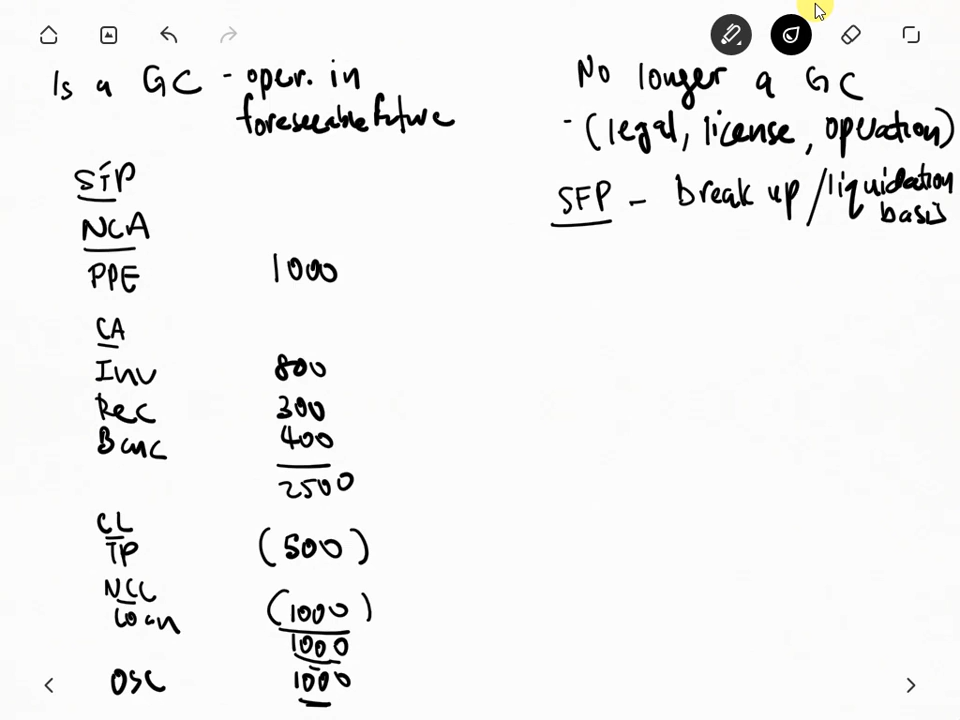 Is a GC - oper. in
foreseeable future
SFP
NCA
PPE 1000
CA
Inv 800
Rec 300
Banc 400
2500
CL
TP (500)
NCL
Loan (1000)
1000
OSC 1000
No longer a GC
- (legal, license, operation)
SFP - Break up / liquidation
basis